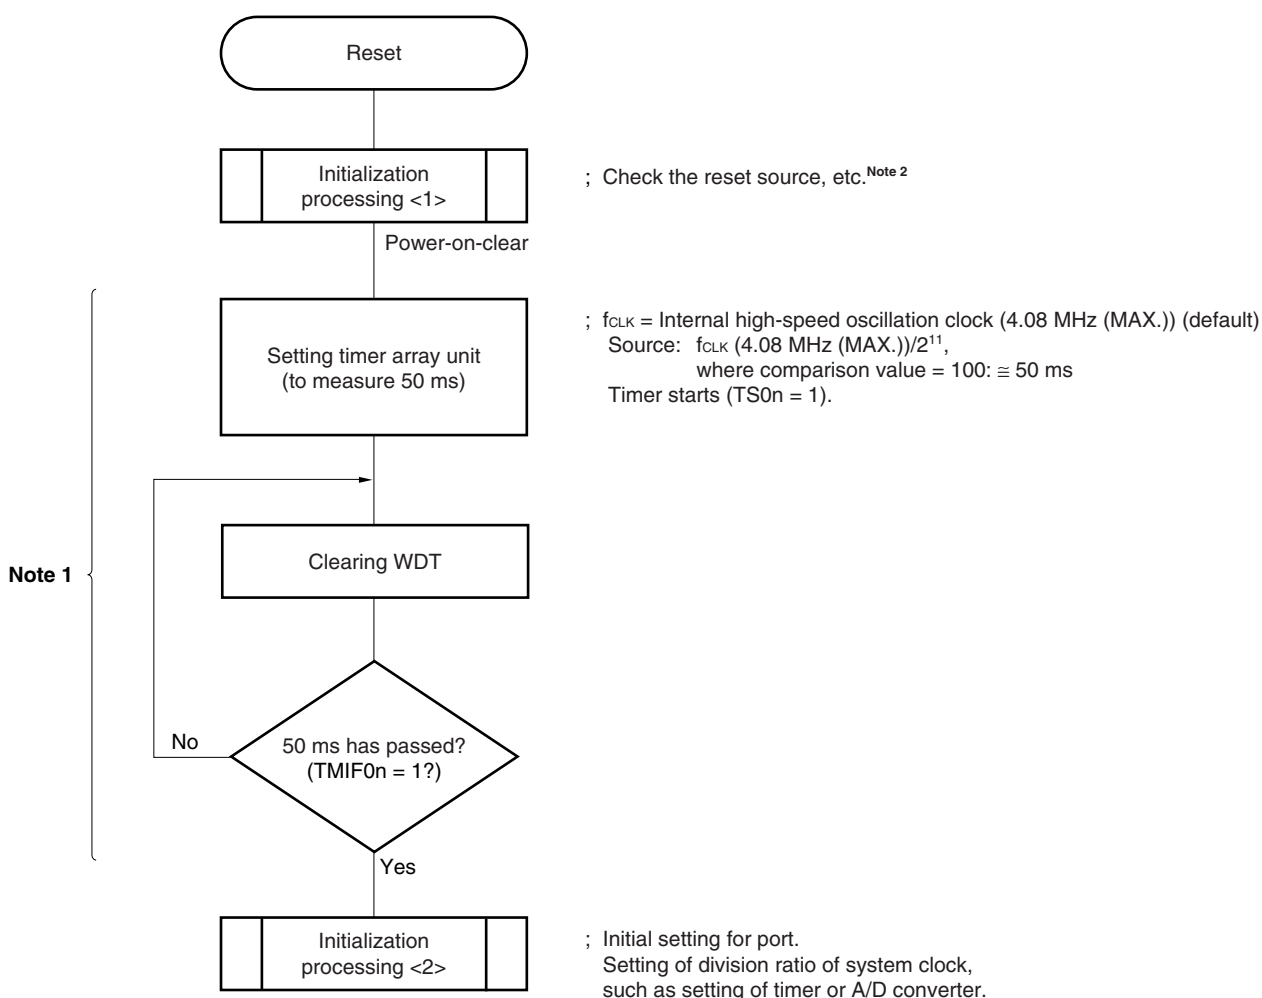 Reset
Initialization
processing <1>
; Check the reset source, etc.Note 2
Power-on-clear
Setting timer array unit
(to measure 50 ms)
; fCLK = Internal high-speed oscillation clock (4.08 MHz (MAX.)) (default)
Source: fCLK (4.08 MHz (MAX.))/2¹¹,
where comparison value = 100: ≅ 50 ms
Timer starts (TS0n = 1).
Note 1
Clearing WDT
No
50 ms has passed?
(TMIF0n = 1?)
Yes
Initialization
processing <2>
; Initial setting for port.
Setting of division ratio of system clock,
such as setting of timer or A/D converter.